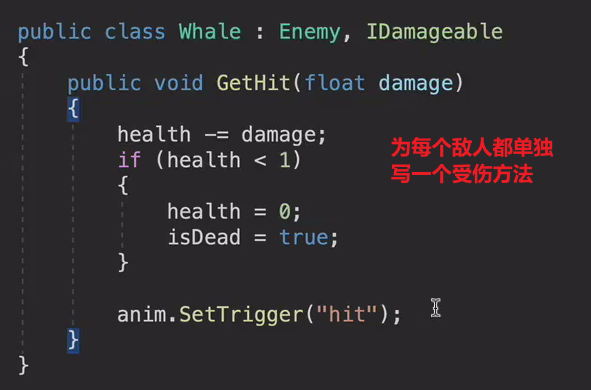 public class Whale : Enemy, IDamageable
{
public void GetHit(float damage)
{
health -= damage;
if (health < 1)
{
health = 0;
isDead = true;
}
anim.SetTrigger("hit");
}
}
为每个敌人都单独
写一个受伤方法